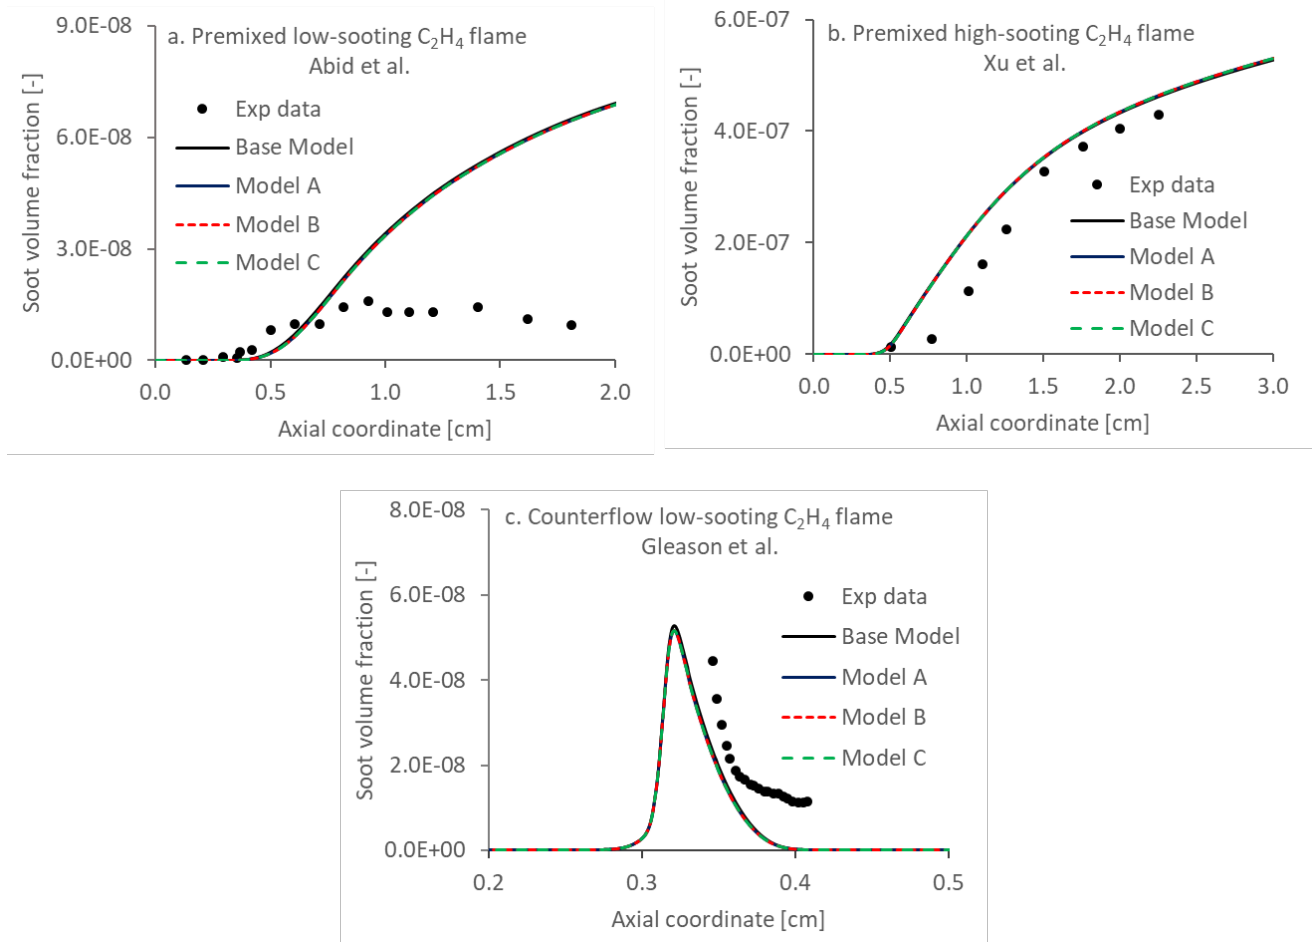 a. Premixed low-sooting C₂H₄ flame
Abid et al.
Soot volume fraction [-]
9.0E-08
6.0E-08
3.0E-08
0.0E+00
Exp data
Base Model
Model A
Model B
Model C
0.0
0.5
1.0
1.5
2.0
Axial coordinate [cm]
b. Premixed high-sooting C₂H₄ flame
Xu et al.
Soot volume fraction [-]
6.0E-07
4.0E-07
2.0E-07
0.0E+00
Exp data
Base Model
Model A
Model B
Model C
0.0
0.5
1.0
1.5
2.0
2.5
3.0
Axial coordinate [cm]
c. Counterflow low-sooting C₂H₄ flame
Gleason et al.
Soot volume fraction [-]
8.0E-08
6.0E-08
4.0E-08
2.0E-08
0.0E+00
Exp data
Base Model
Model A
Model B
Model C
0.2
0.3
0.4
0.5
Axial coordinate [cm]